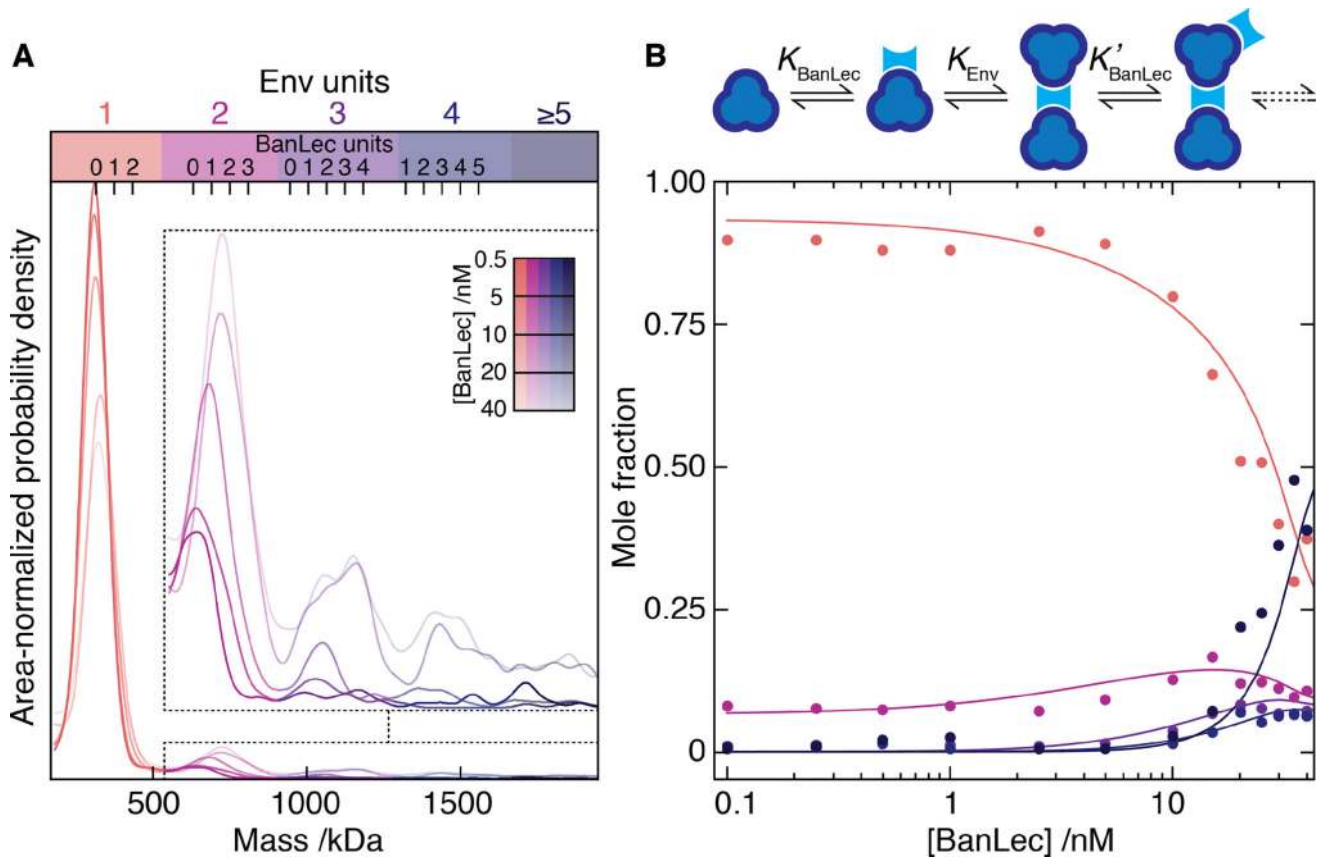 A
Env units
1 2 3 4 ≥5
BanLec units
0 1 2 0 1 2 3 0 1 2 3 4 1 2 3 4 5
[BanLec] /nM
0.5
5
10
20
40
Area-normalized probability density
500 1000 1500
Mass /kDa
B
K_BanLec K_Env K'_BanLec
1.00
0.75
0.50
0.25
0
Mole fraction
0.1 1 10
[BanLec] /nM